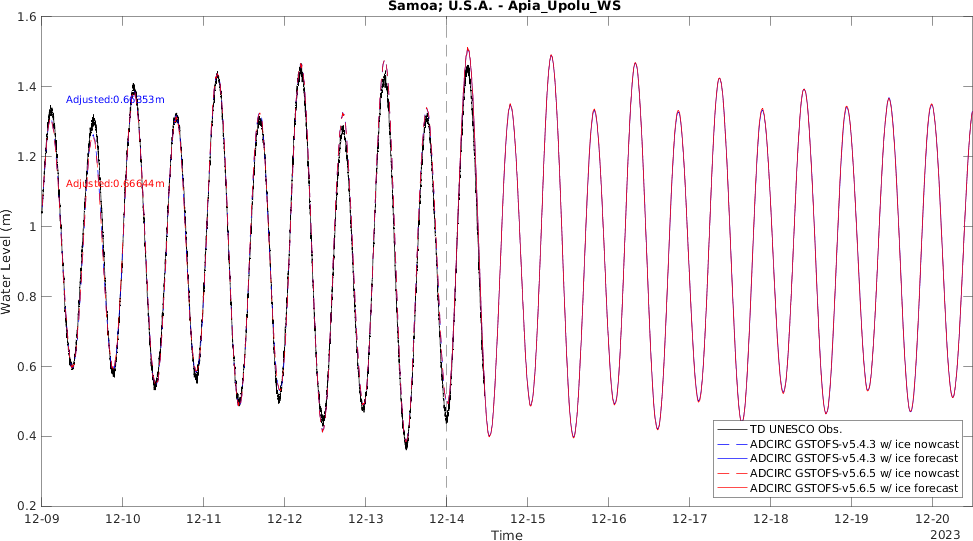 Samoa; U.S.A. - Apia_Upolu_WS
1.6
1.4
1.2
1
0.8
0.6
0.4
0.2
Water Level (m)
Adjusted:0.66353m
Adjusted:0.66644m
TD UNESCO Obs.
ADCIRC GSTOFS-v5.4.3 w/ ice nowcast
ADCIRC GSTOFS-v5.4.3 w/ ice forecast
ADCIRC GSTOFS-v5.6.5 w/ ice nowcast
ADCIRC GSTOFS-v5.6.5 w/ ice forecast
12-09 12-10 12-11 12-12 12-13 12-14 12-15 12-16 12-17 12-18 12-19 12-20
Time
2023